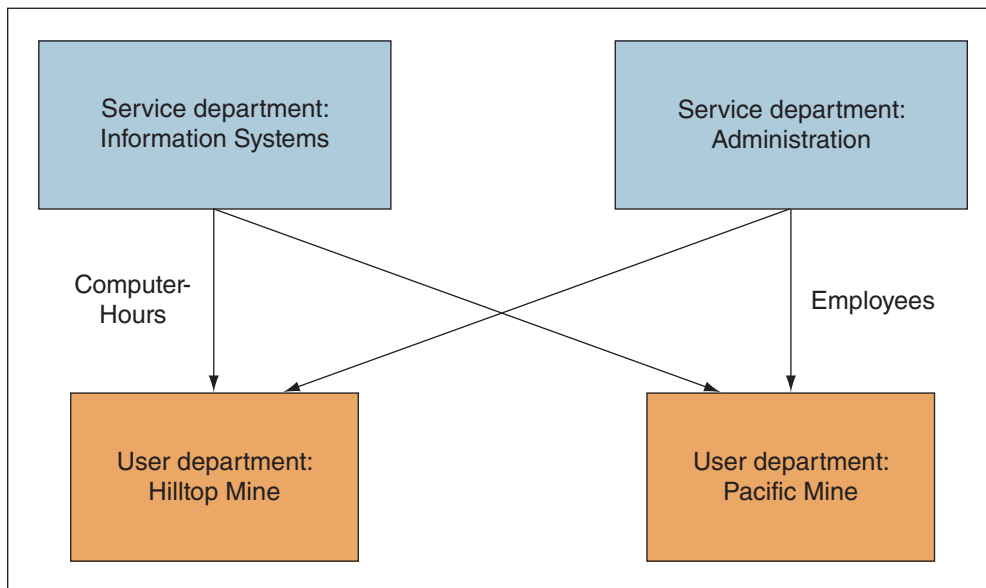 Service department:
Information Systems
Service department:
Administration
Computer-
Hours
Employees
User department:
Hilltop Mine
User department:
Pacific Mine